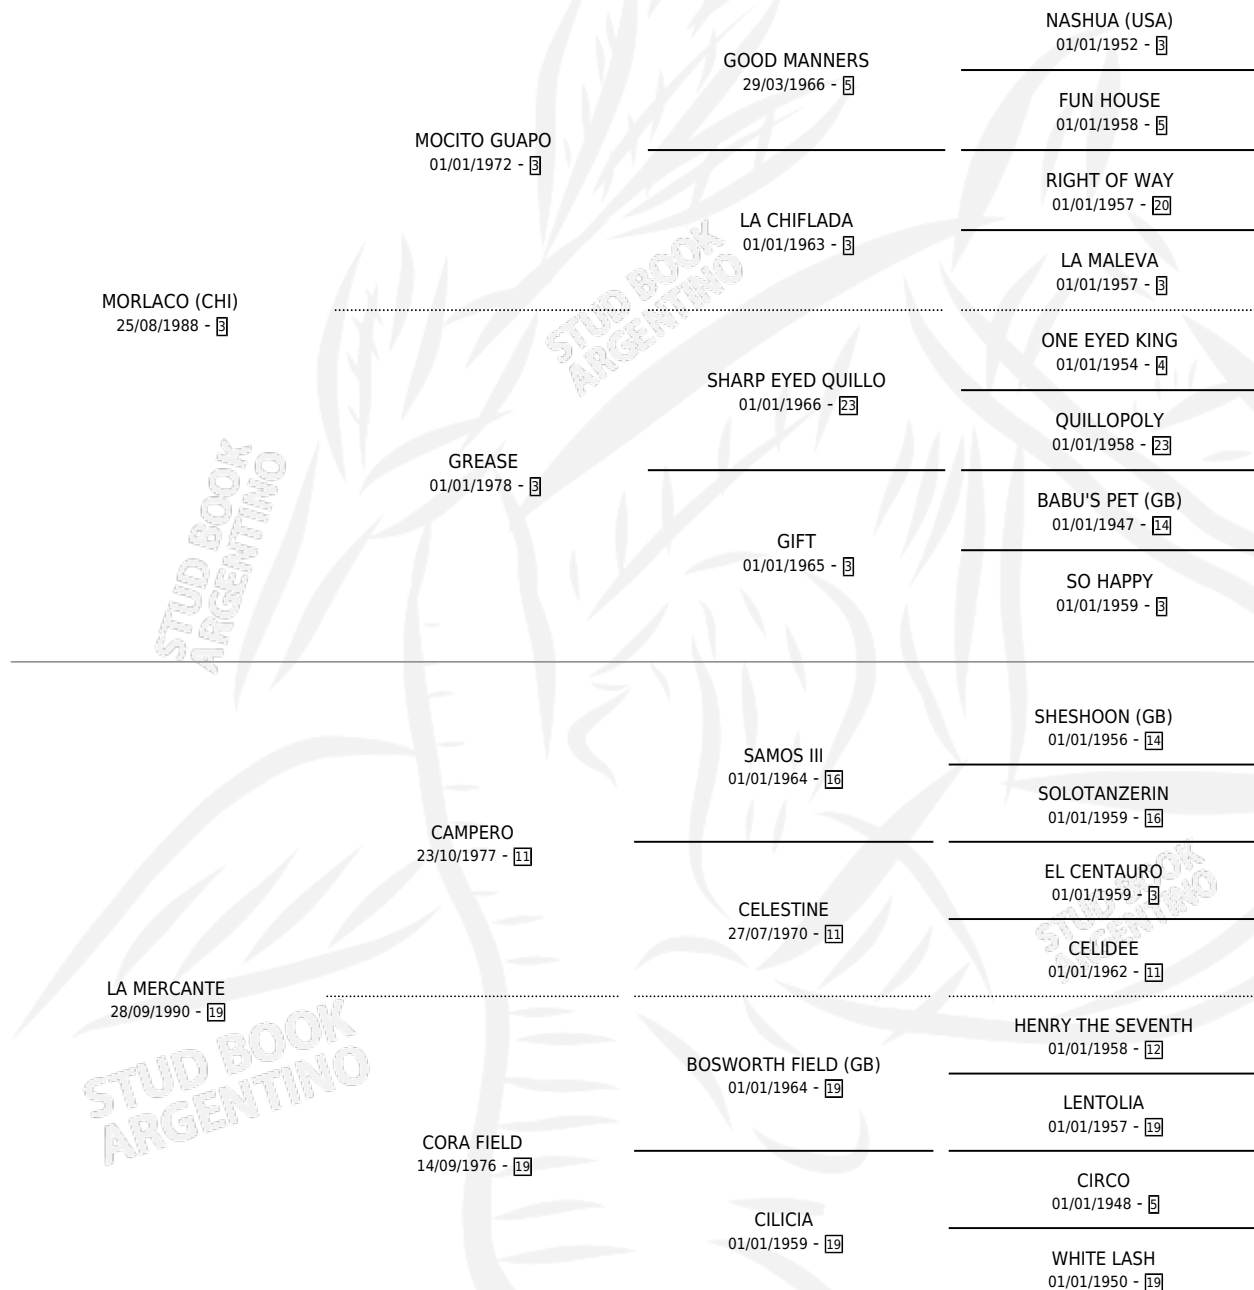 NASHUA (USA)
01/01/1952 - 3
GOOD MANNERS
29/03/1966 - 5
FUN HOUSE
01/01/1958 - 5
MOCITO GUAPO
01/01/1972 - 3
RIGHT OF WAY
01/01/1957 - 20
LA CHIFLADA
01/01/1963 - 3
LA MALEVA
01/01/1957 - 3
MORLACO (CHI)
25/08/1988 - 3
STUD BOOK
ARGENTINO
ONE EYED KING
01/01/1954 - 4
SHARP EYED QUILLO
01/01/1966 - 23
QUILLOPOLY
01/01/1958 - 23
GREASE
01/01/1978 - 3
BABU'S PET (GB)
01/01/1947 - 14
GIFT
01/01/1965 - 3
SO HAPPY
01/01/1959 - 3
STUD BOOK
ARGENTINO
SHESHOON (GB)
01/01/1956 - 14
SAMOS III
01/01/1964 - 16
SOLOTANZERIN
01/01/1959 - 16
CAMPERO
23/10/1977 - 11
EL CENTAURO
01/01/1959 - 3
CELESTINE
27/07/1970 - 11
CELIDEE
01/01/1962 - 11
STUD BOOK
ARGENTINO
LA MERCANTE
28/09/1990 - 19
HENRY THE SEVENTH
01/01/1958 - 12
BOSWORTH FIELD (GB)
01/01/1964 - 19
LENTOLIA
01/01/1957 - 19
STUD BOOK
ARGENTINO
CORA FIELD
14/09/1976 - 19
CIRCO
01/01/1948 - 5
CILICIA
01/01/1959 - 19
WHITE LASH
01/01/1950 - 19